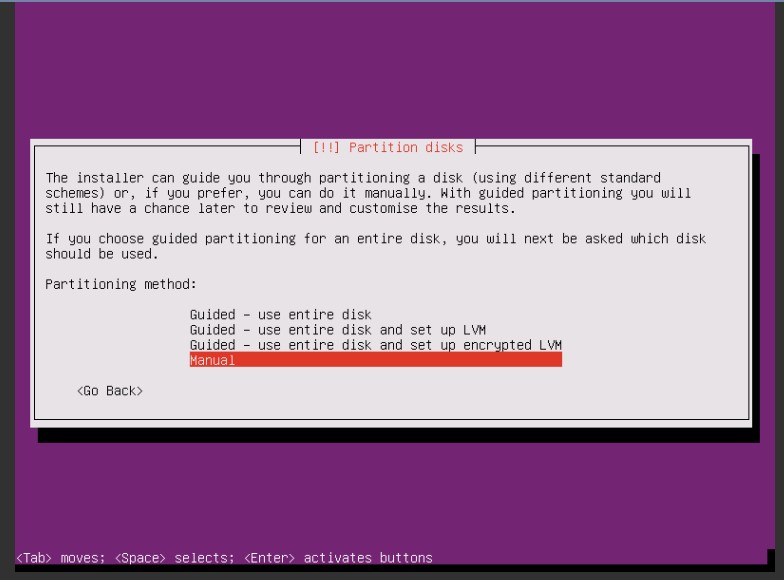 [!!] Partition disks
The installer can guide you through partitioning a disk (using different standard
schemes) or, if you prefer, you can do it manually. With guided partitioning you will
still have a chance later to review and customise the results.
If you choose guided partitioning for an entire disk, you will next be asked which disk
should be used.
Partitioning method:
Guided - use entire disk
Guided - use entire disk and set up LVM
Guided - use entire disk and set up encrypted LVM
Manual
<Go Back>
<Tab> moves; <Space> selects; <Enter> activates buttons